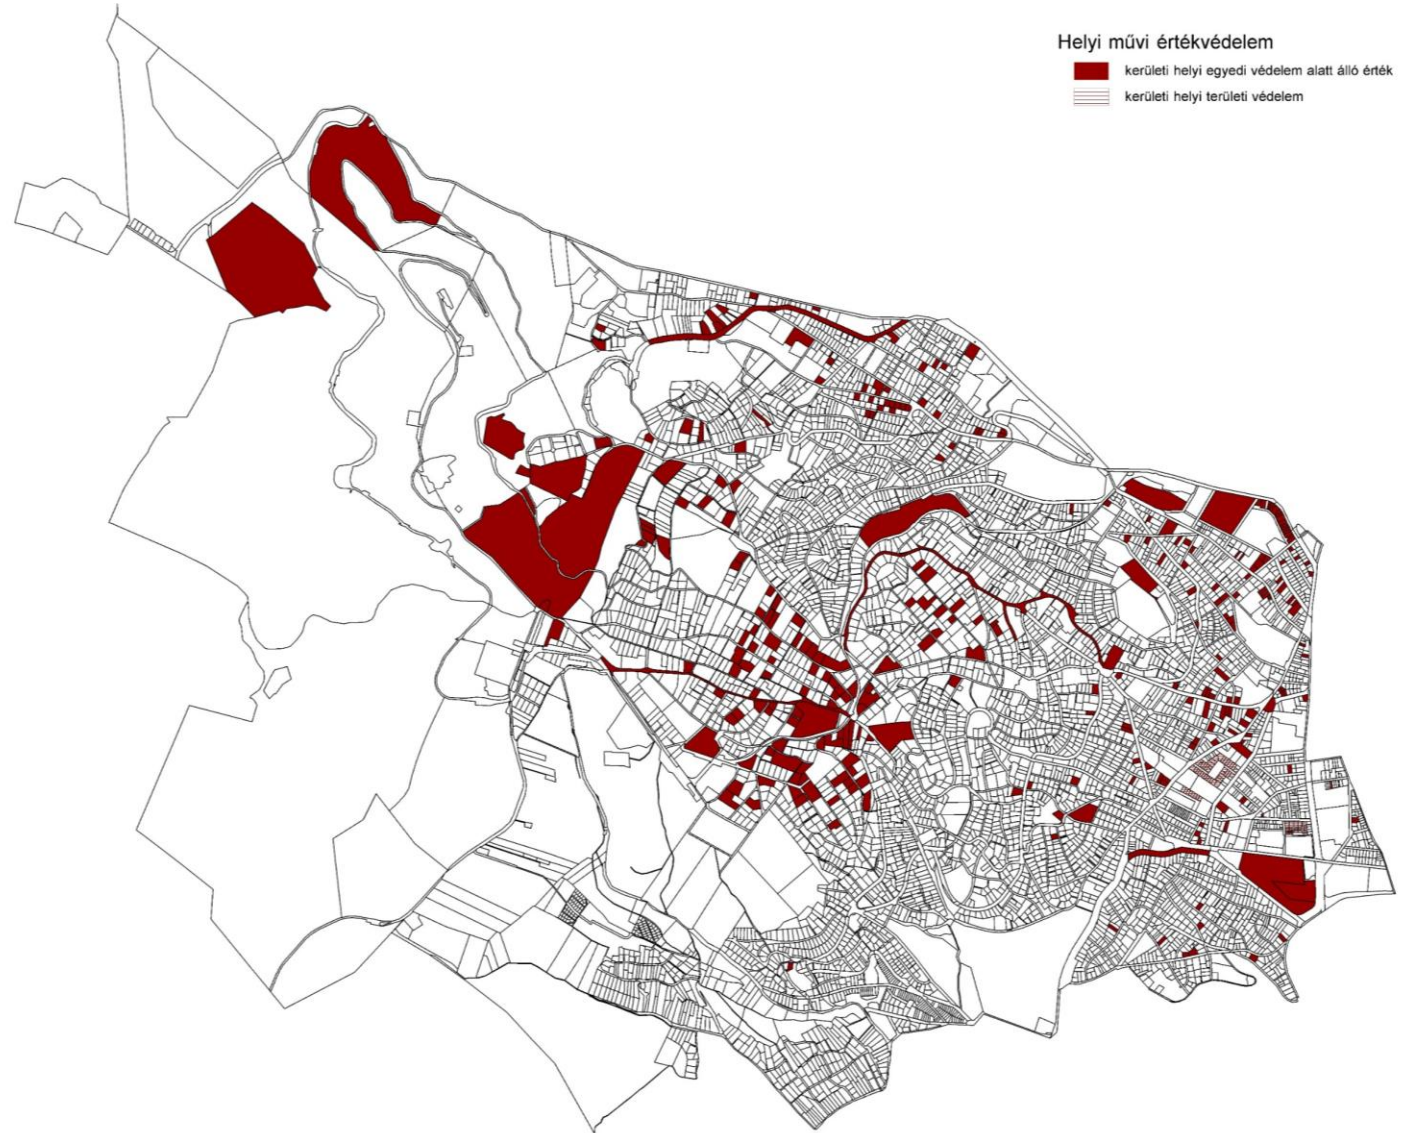 Helyi művi értékvédelem
kerületi helyi egyedi védelem alatt álló érték
kerületi helyi területi védelem